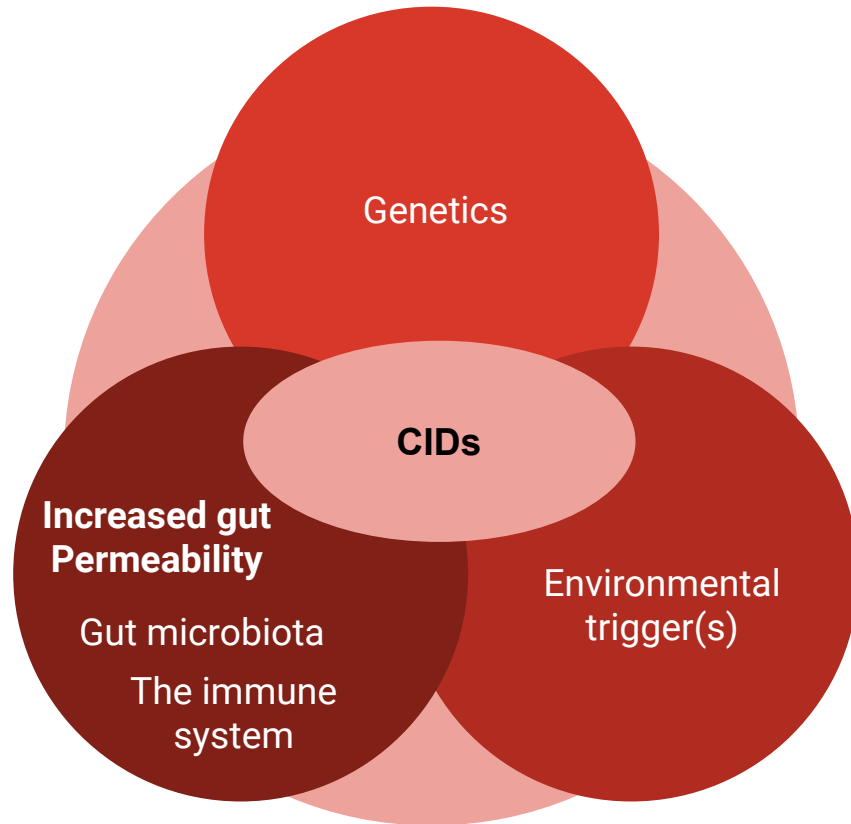 Genetics
CIDs
Increased gut
Permeability
Gut microbiota
The immune
system
Environmental
trigger(s)